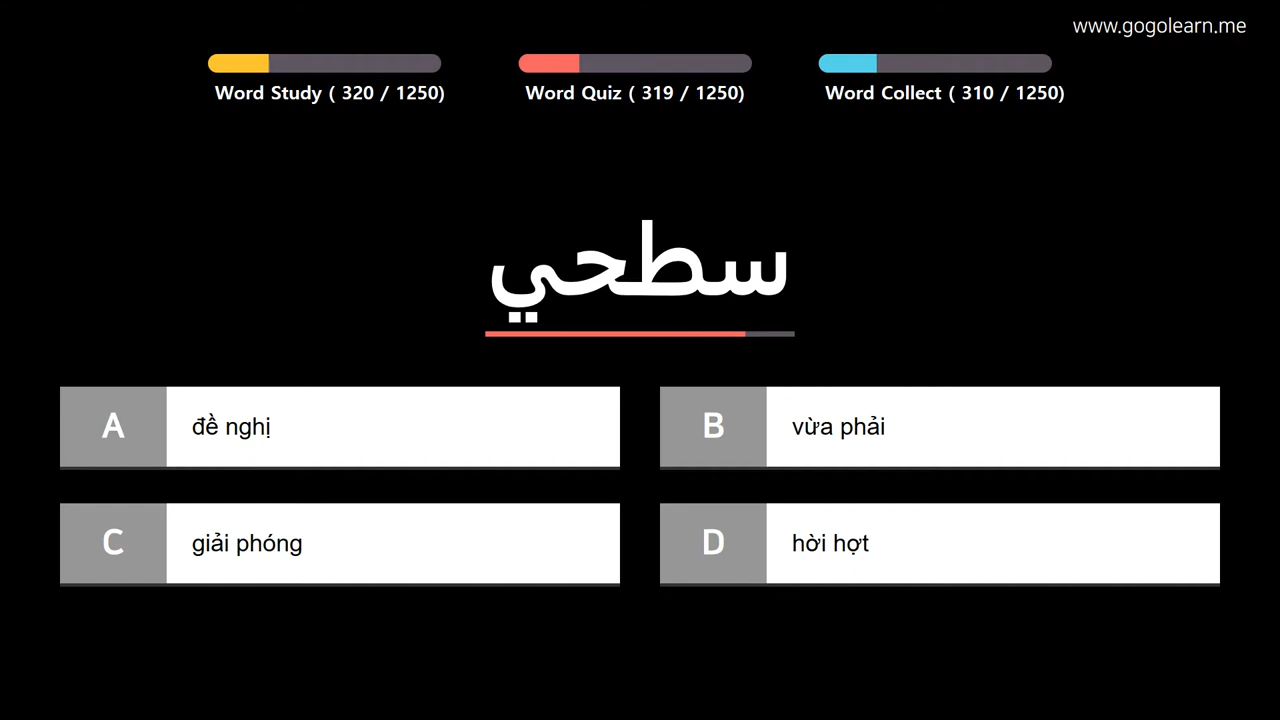 www.gogolearn.me
Word Study ( 320 / 1250)
Word Quiz ( 319 / 1250)
Word Collect ( 310 / 1250)
سطحي
A đề nghị
B vừa phải
C giải phóng
D hời hợt